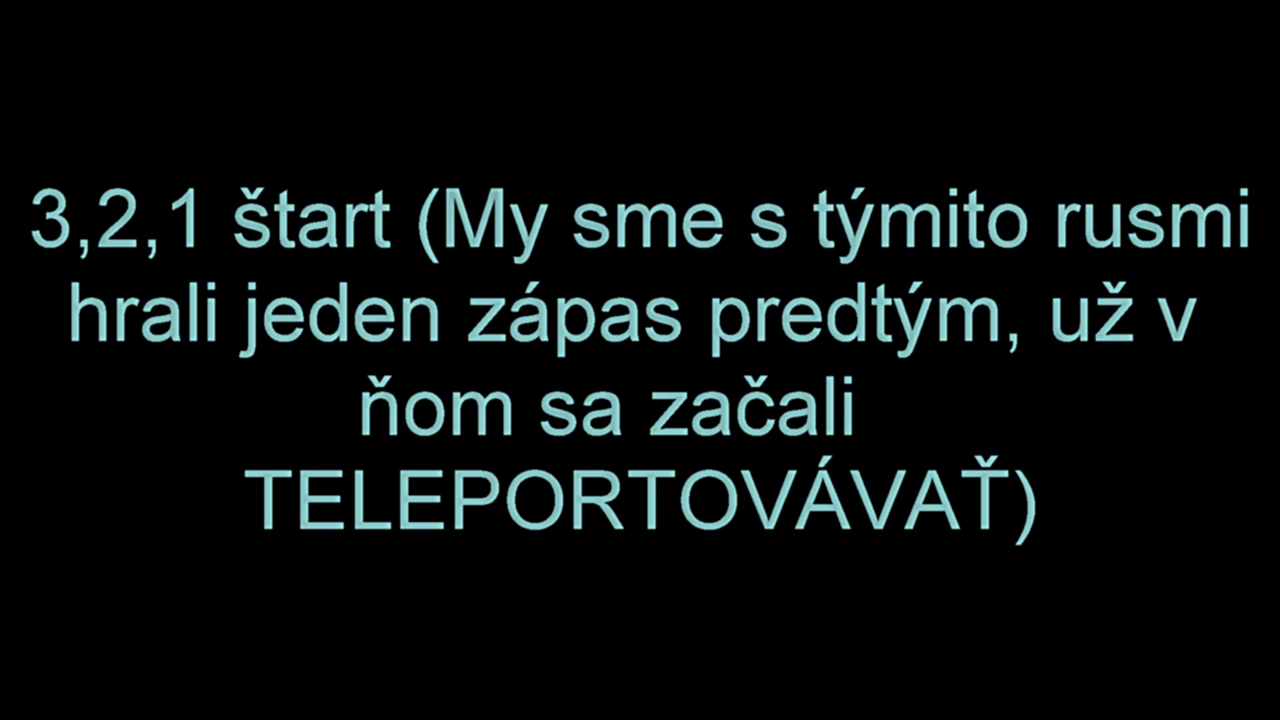 3,2,1 štart (My sme s týmito rusmi
hrali jeden zápas predtým, už v
ňom sa začali
TELEPORTOVÁVAŤ)